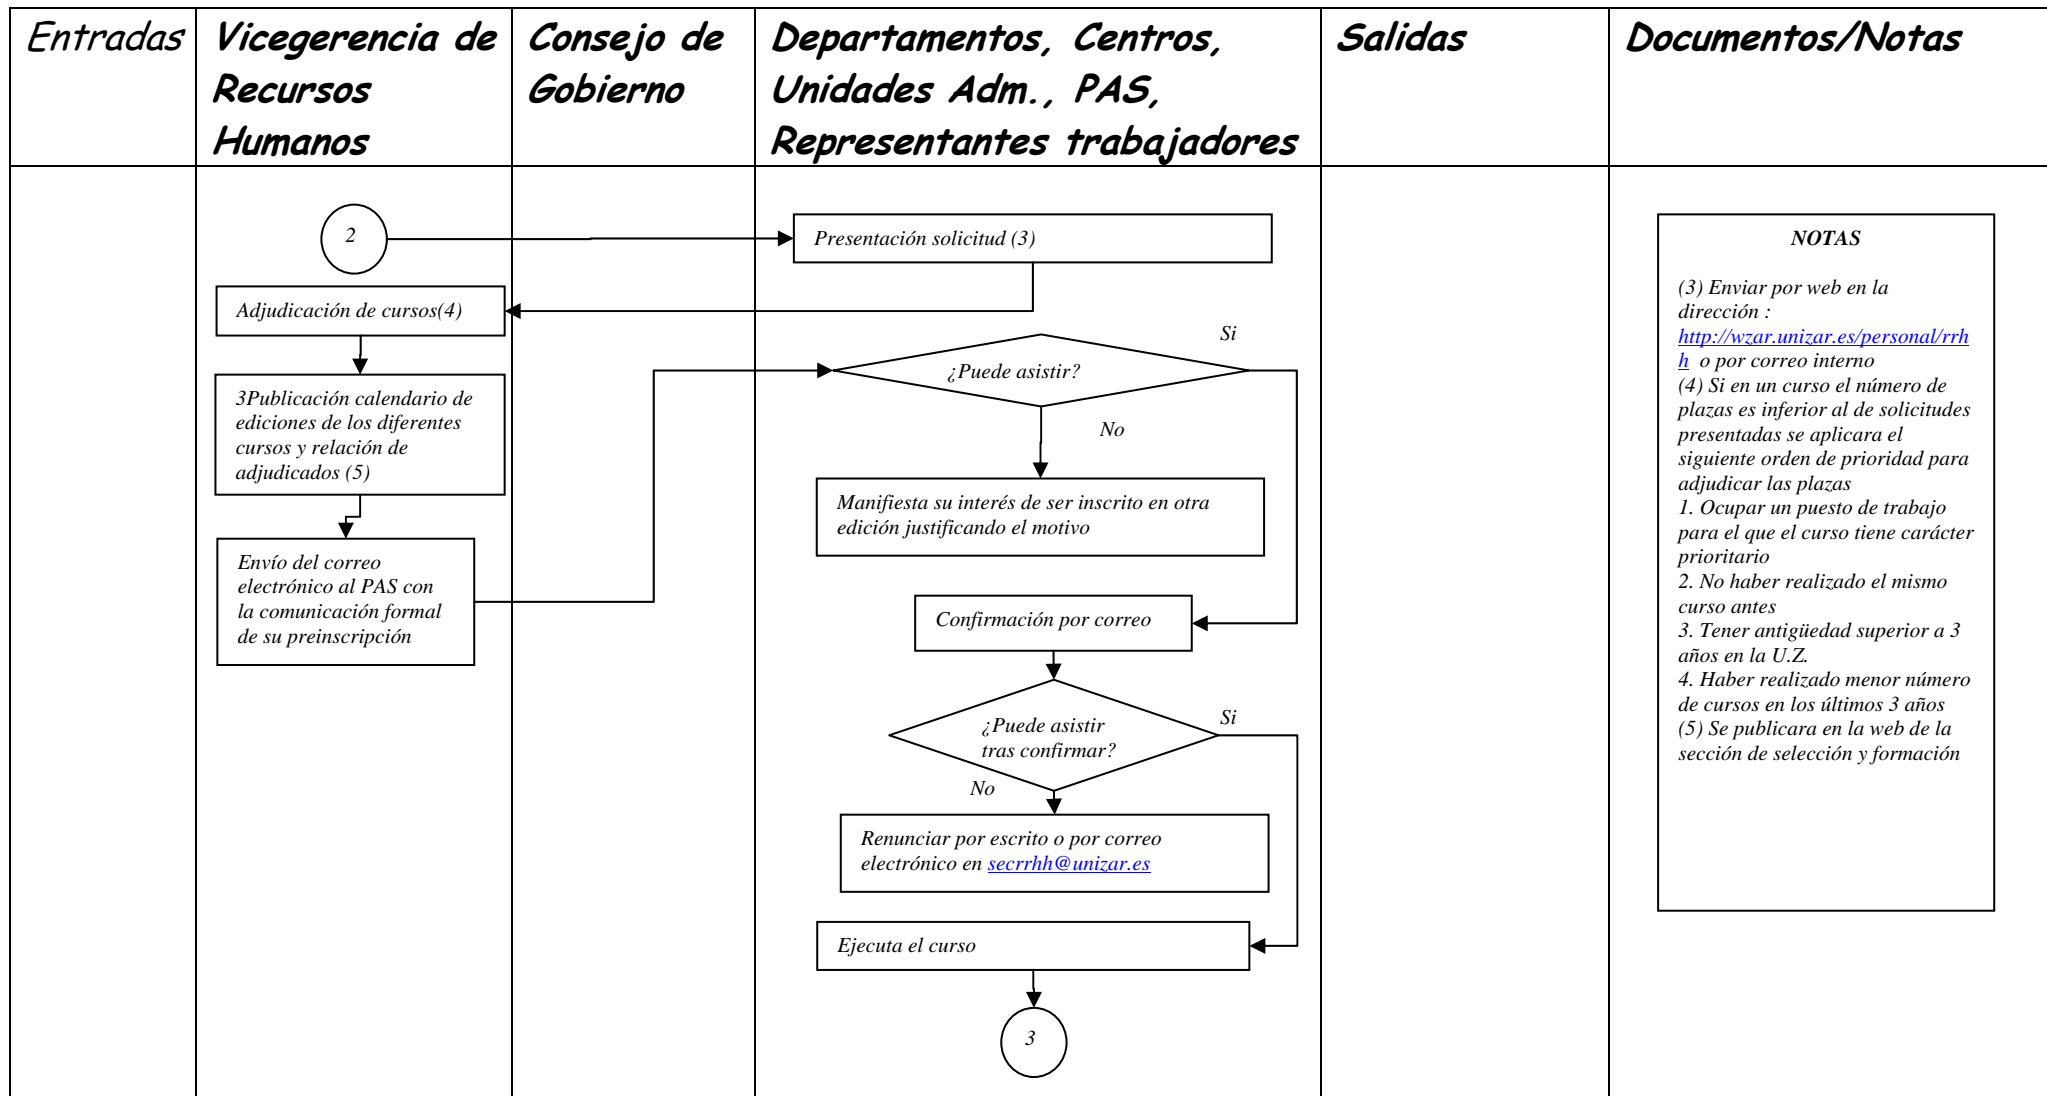 Entradas
Vicegerencia de
Recursos
Humanos
Consejo de
Gobierno
Departamentos, Centros,
Unidades Adm., PAS,
Representantes trabajadores
Salidas
Documentos/Notas
2
Presentación solicitud (3)
Adjudicación de cursos(4)
3Publicación calendario de
ediciones de los diferentes
cursos y relación de
adjudicados (5)
Envío del correo
electrónico al PAS con
la comunicación formal
de su preinscripción
¿Puede asistir?
Si
No
Manifiesta su interés de ser inscrito en otra
edición justificando el motivo
Confirmación por correo
¿Puede asistir
tras confirmar?
Si
No
Renunciar por escrito o por correo
electrónico en secrrhh@unizar.es
Ejecuta el curso
3
NOTAS
(3) Enviar por web en la
dirección :
http://wzar.unizar.es/personal/rrh
h o por correo interno
(4) Si en un curso el número de
plazas es inferior al de solicitudes
presentadas se aplicara el
siguiente orden de prioridad para
adjudicar las plazas
1. Ocupar un puesto de trabajo
para el que el curso tiene carácter
prioritario
2. No haber realizado el mismo
curso antes
3. Tener antigüedad superior a 3
años en la U.Z.
4. Haber realizado menor número
de cursos en los últimos 3 años
(5) Se publicara en la web de la
sección de selección y formación